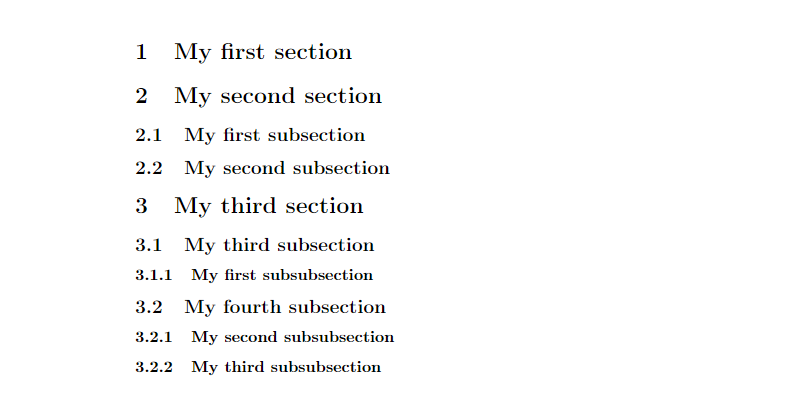 1 My first section
2 My second section
2.1 My first subsection
2.2 My second subsection
3 My third section
3.1 My third subsection
3.1.1 My first subsubsection
3.2 My fourth subsection
3.2.1 My second subsubsection
3.2.2 My third subsubsection